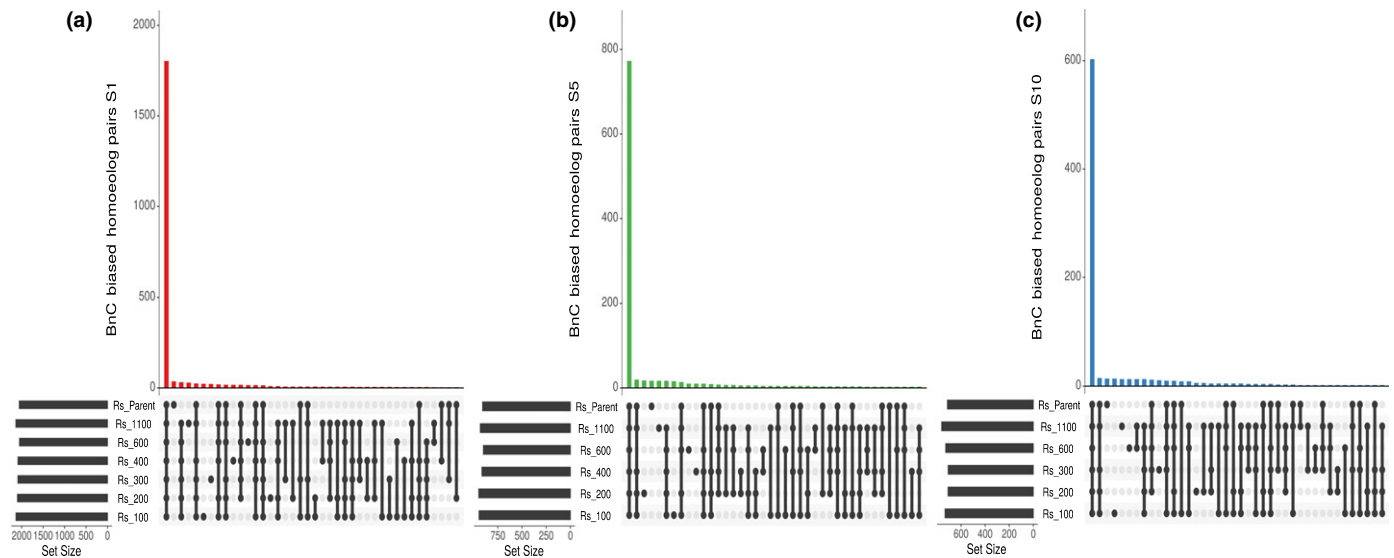 (a)
BnC biased homoeolog pairs S1
2000
1500
1000
500
0
Rs_Parent
Rs_1100
Rs_600
Rs_400
Rs_300
Rs_200
Rs_100
2000 1500 1000 500 0
Set Size
(b)
BnC biased homoeolog pairs S5
800
600
400
200
0
Rs_Parent
Rs_1100
Rs_600
Rs_400
Rs_200
Rs_100
750 500 250 0
Set Size
(c)
BnC biased homoeolog pairs S10
600
400
200
0
Rs_Parent
Rs_1100
Rs_600
Rs_300
Rs_200
Rs_100
600 400 200 0
Set Size